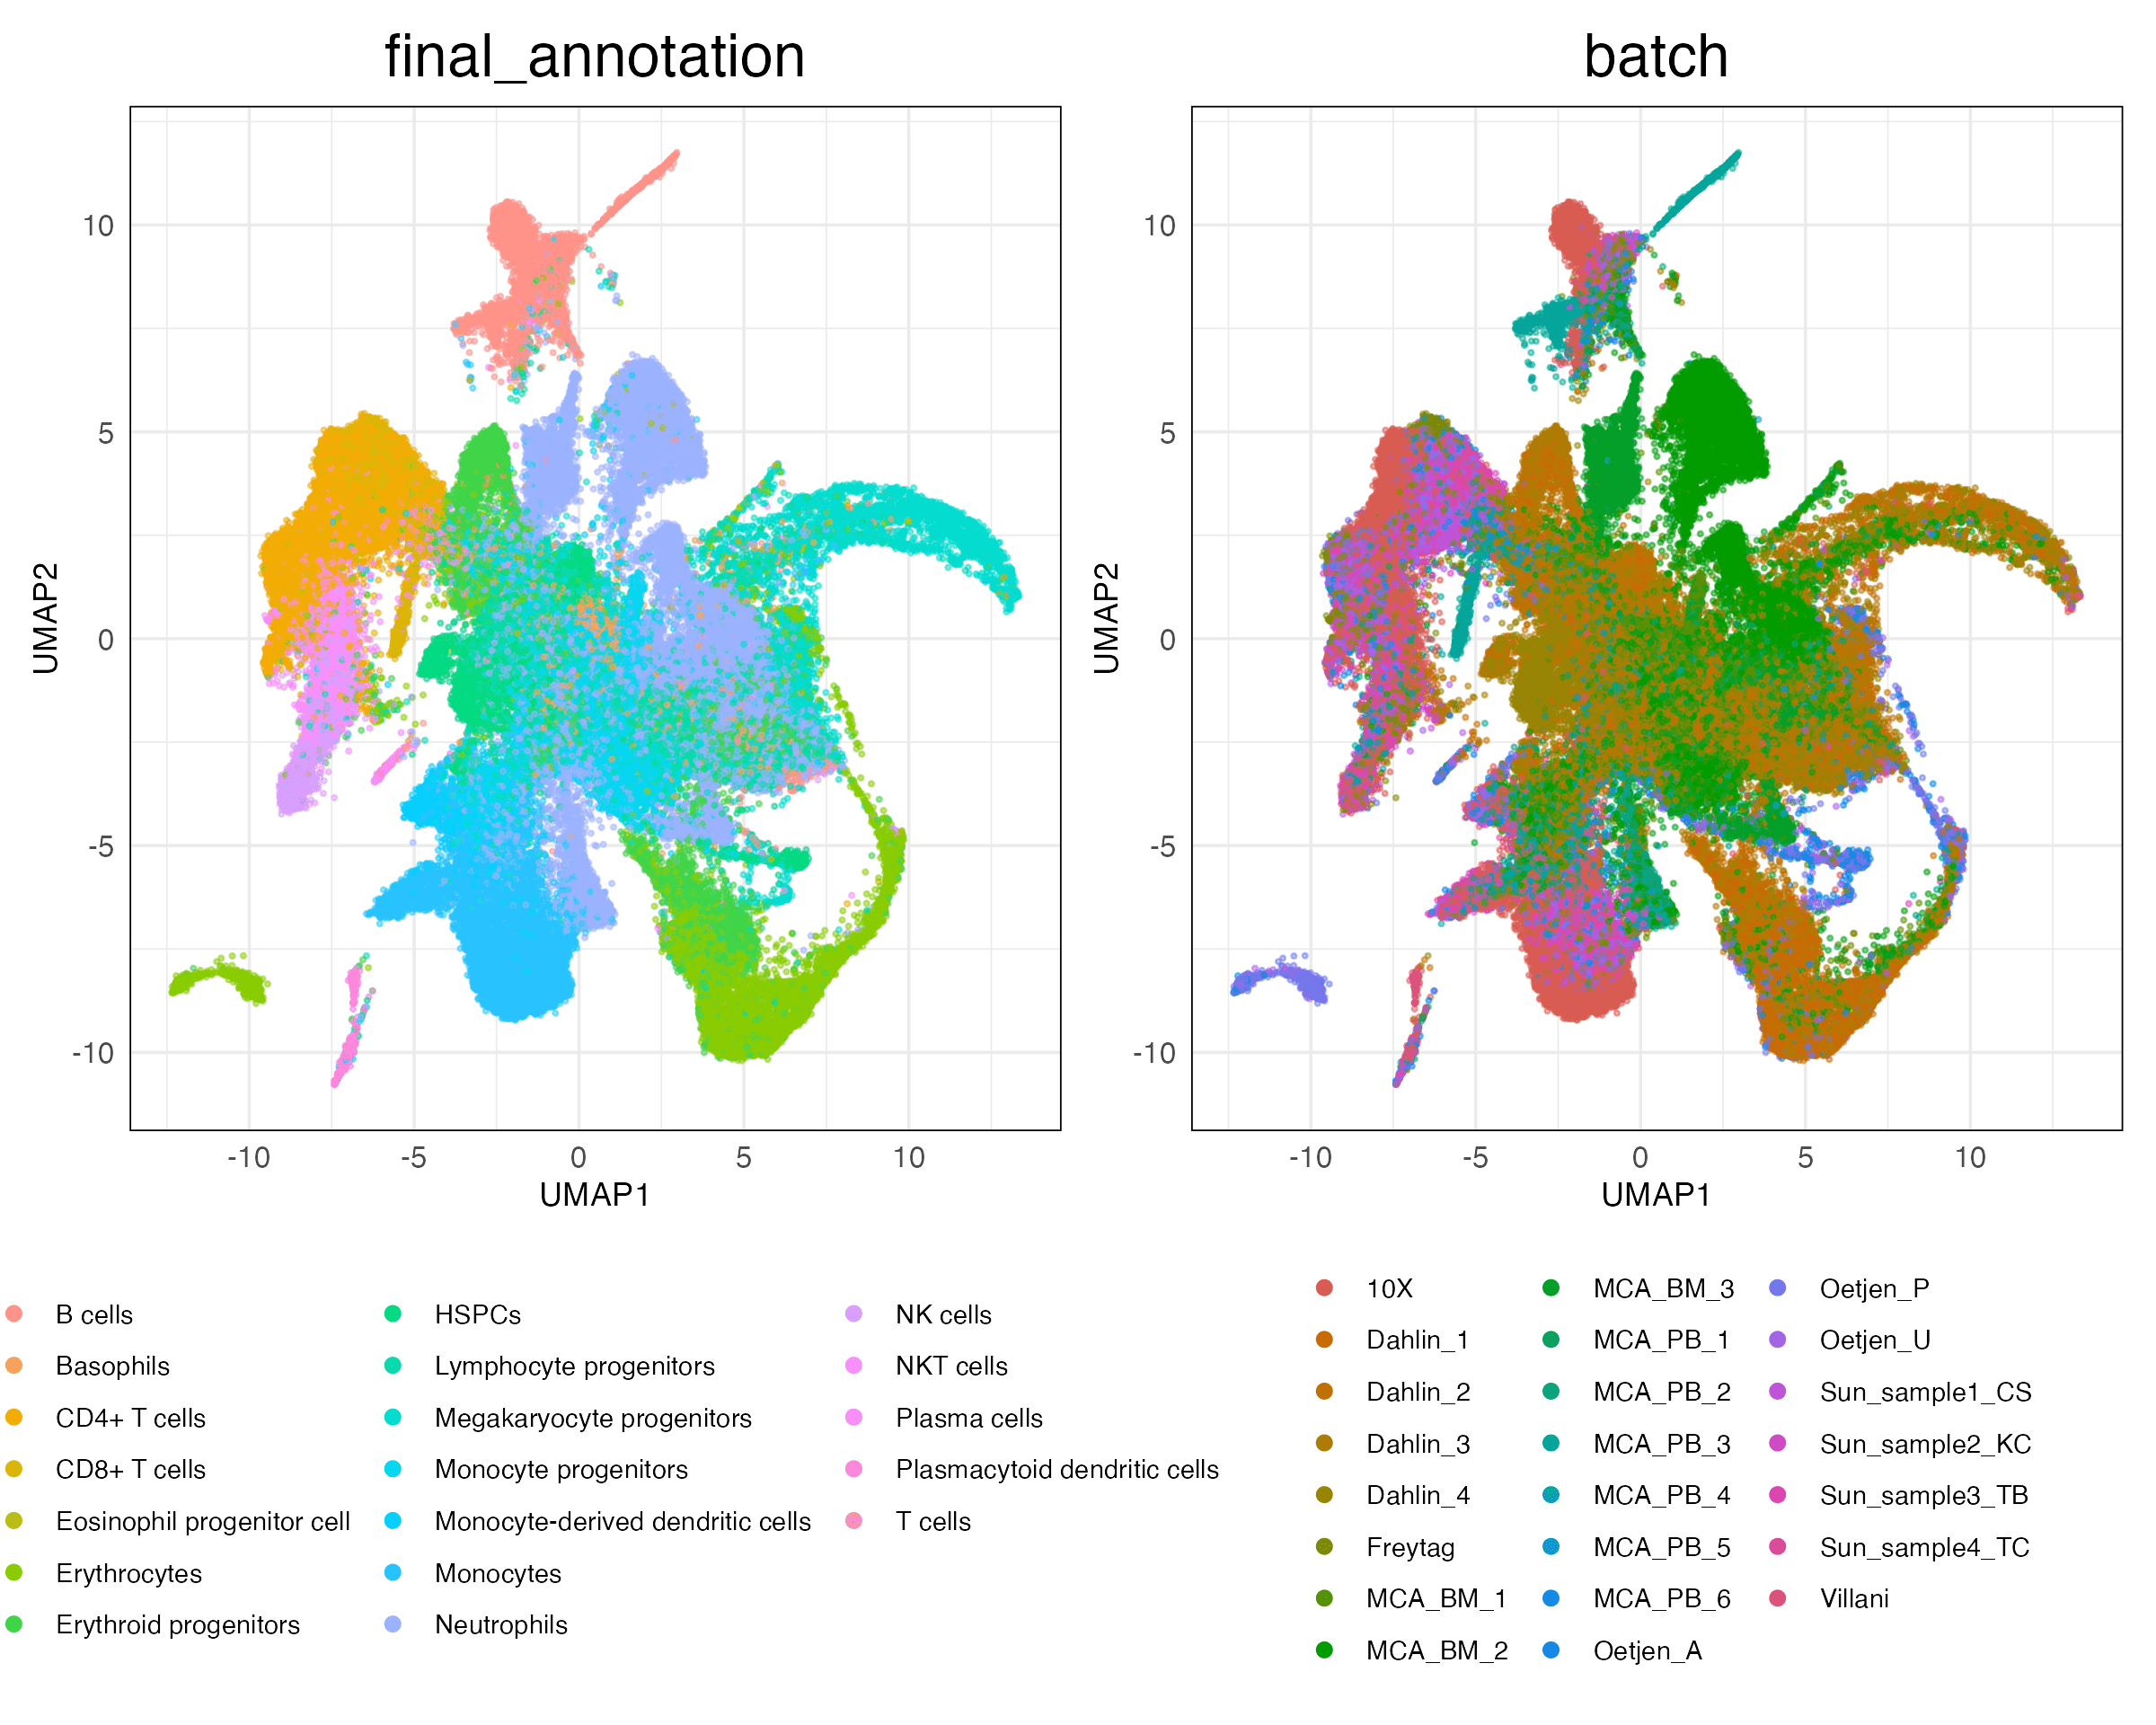 final_annotation
batch
10
5
0
-5
-10
UMAP2
-10
-5
0
5
10
UMAP1
10
5
0
-5
-10
UMAP2
-10
-5
0
5
10
UMAP1
B cells
Basophils
CD4+ T cells
CD8+ T cells
Eosinophil progenitor cell
Erythrocytes
Erythroid progenitors
HSPCs
Lymphocyte progenitors
Megakaryocyte progenitors
Monocyte progenitors
Monocyte-derived dendritic cells
Monocytes
Neutrophils
NK cells
NKT cells
Plasma cells
Plasmacytoid dendritic cells
T cells
10X
Dahlin_1
Dahlin_2
Dahlin_3
Dahlin_4
Freytag
MCA_BM_1
MCA_BM_2
MCA_BM_3
MCA_PB_1
MCA_PB_2
MCA_PB_3
MCA_PB_4
MCA_PB_5
MCA_PB_6
Oetjen_A
Oetjen_P
Oetjen_U
Sun_sample1_CS
Sun_sample2_KC
Sun_sample3_TB
Sun_sample4_TC
Villani